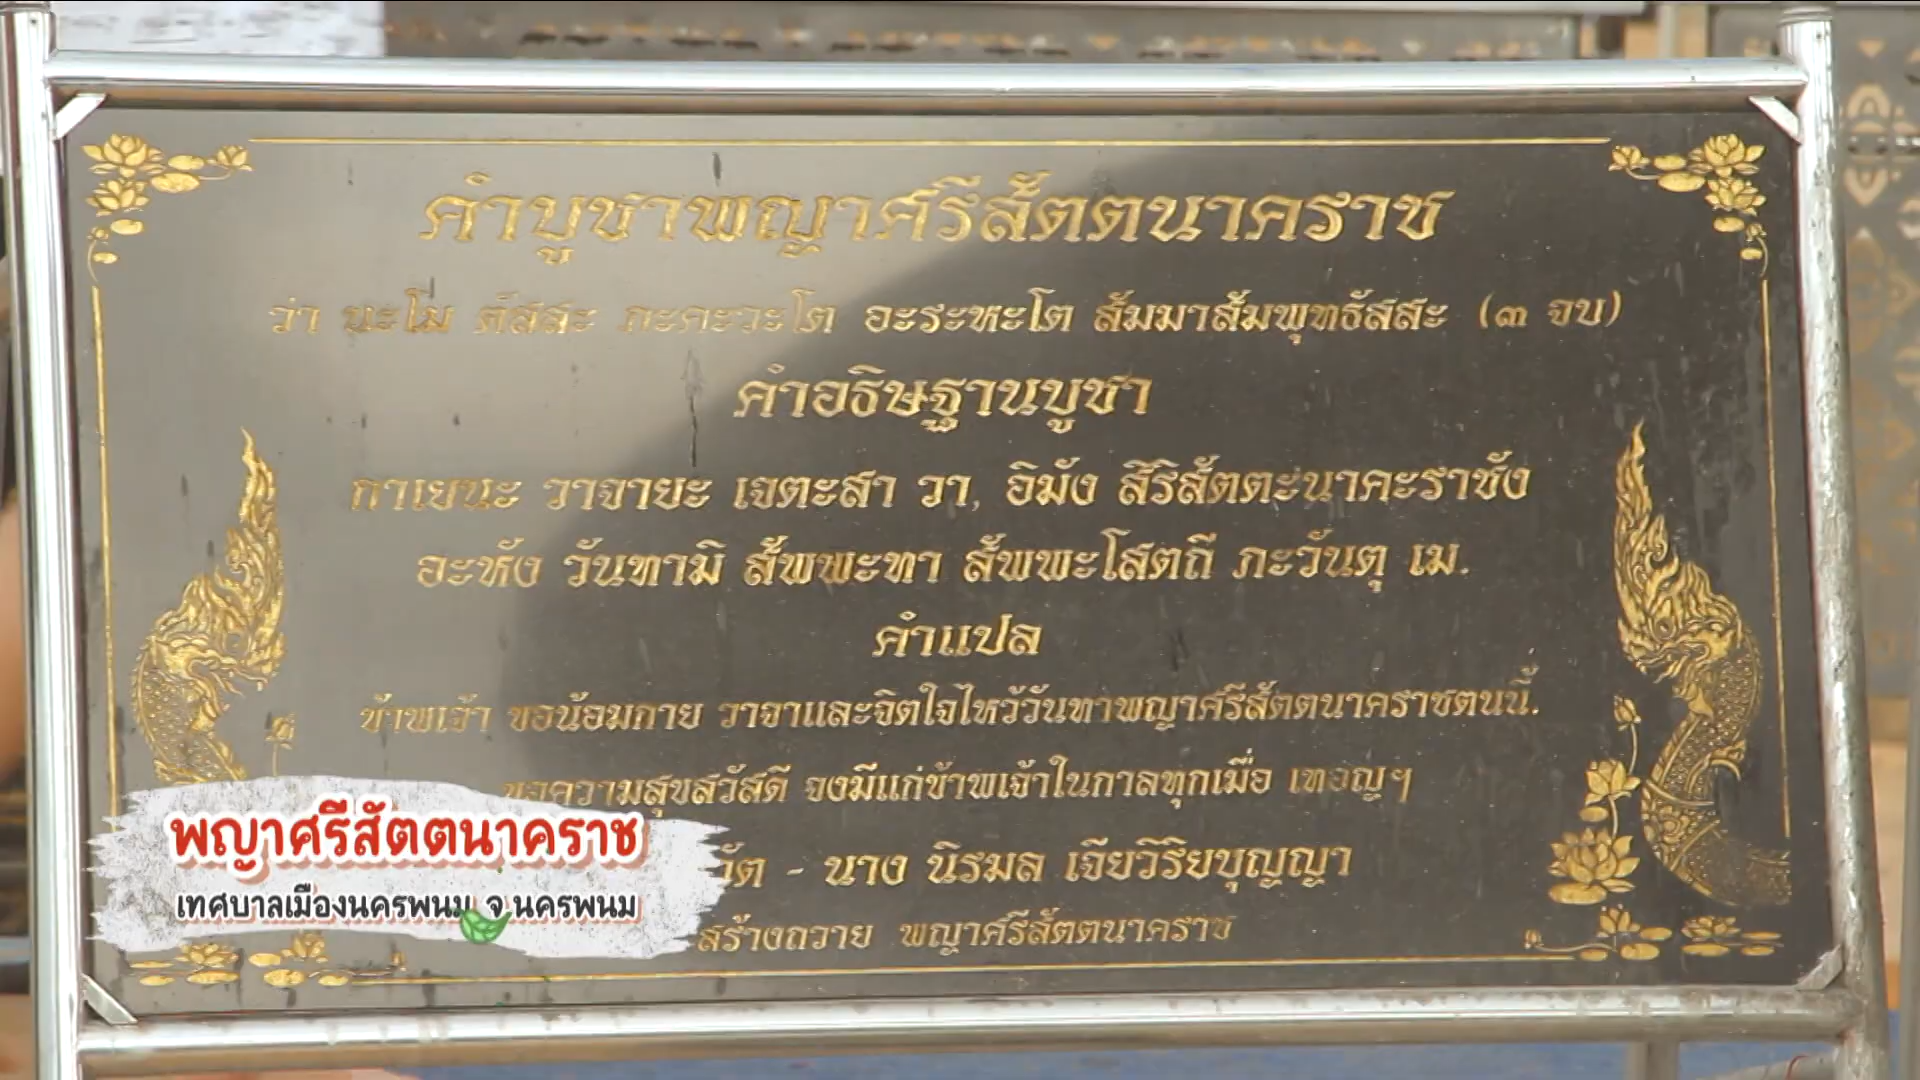 คำบูชาพญาศรีสัตตนาคราช
ว่า นะโม ตัสสะ ภะคะวะโต อะระหะโต สัมมาสัมพุทธัสสะ (๓ จบ)
คำอธิษฐานบูชา
กาเยนะ วาจายะ เจตะสา วา, อิมัง สิริสัตตะนาคะราชัง
อะหัง วันทามิ สัพพะทา สัพพะโสตถี ภะวันตุ เม.
คำแปล
ข้าพเจ้า ขอน้อมกาย วาจาและจิตใจไหว้วันทาพญาศรีสัตตนาคราชตนนี้.
ขอความสุขสวัสดี จงมีแก่ข้าพเจ้าในกาลทุกเมื่อ เทอญฯ
- นาง นิรมล เจียวิริยบุญญา
สร้างถวาย พญาศรีสัตตนาคราช
พญาศรีสัตตนาคราช
เทศบาลเมืองนครพนม จ.นครพนม